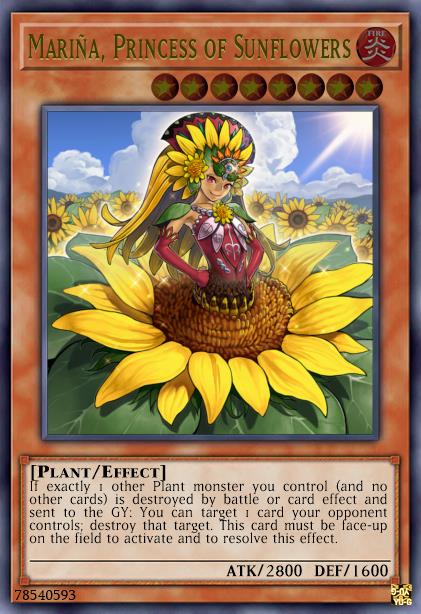 MARIÑA, PRINCESS OF SUNFLOWERS
FIRE
炎
[PLANT/EFFECT]
If exactly 1 other Plant monster you control (and no
other cards) is destroyed by battle or card effect and
sent to the GY: You can target 1 card your opponent
controls; destroy that target. This card must be face-up
on the field to activate and to resolve this effect.
ATK/2800 DEF/1600
78540593